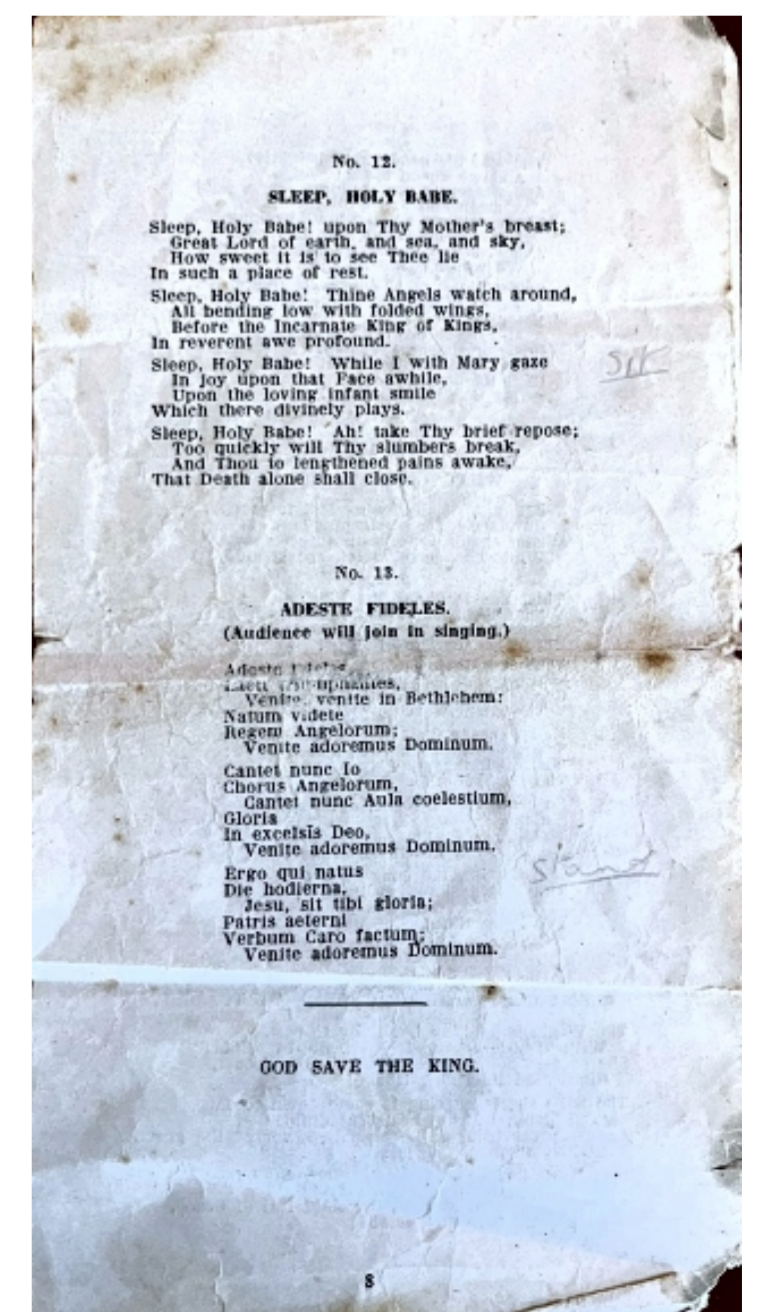 No. 12.
SLEEP, HOLY BABE.
Sleep, Holy Babe! upon Thy Mother's breast;
Great Lord of earth, and sea, and sky,
How sweet it is to see Thee lie
In such a place of rest.
Sleep, Holy Babe! Thine Angels watch around,
All bending low with folded wings,
Before the Incarnate King of Kings,
In reverent awe profound.
Sleep, Holy Babe! While I with Mary gaze
In joy upon that Face awhile,
Upon the loving infant smile
Which there divinely plays.
Sit
Sleep, Holy Babe! Ah! take Thy brief repose;
Too quickly will Thy slumbers break,
And Thou to lengthened pains awake,
That Death alone shall close.
No. 13.
ADESTE FIDELES.
(Audience will join in singing.)
Adeste
Venite, venite in Bethlehem:
Natum videte
Regem Angelorum;
Venite adoremus Dominum.
Cantet nunc Io
Chorus Angelorum,
Cantet nunc Aula coelestium,
Gloria
In excelsis Deo,
Venite adoremus Dominum.
stand
Ergo qui natus
Die hodierna,
Jesu, sit tibi gloria;
Patris aeterni
Verbum Caro factum;
Venite adoremus Dominum.
GOD SAVE THE KING.
8